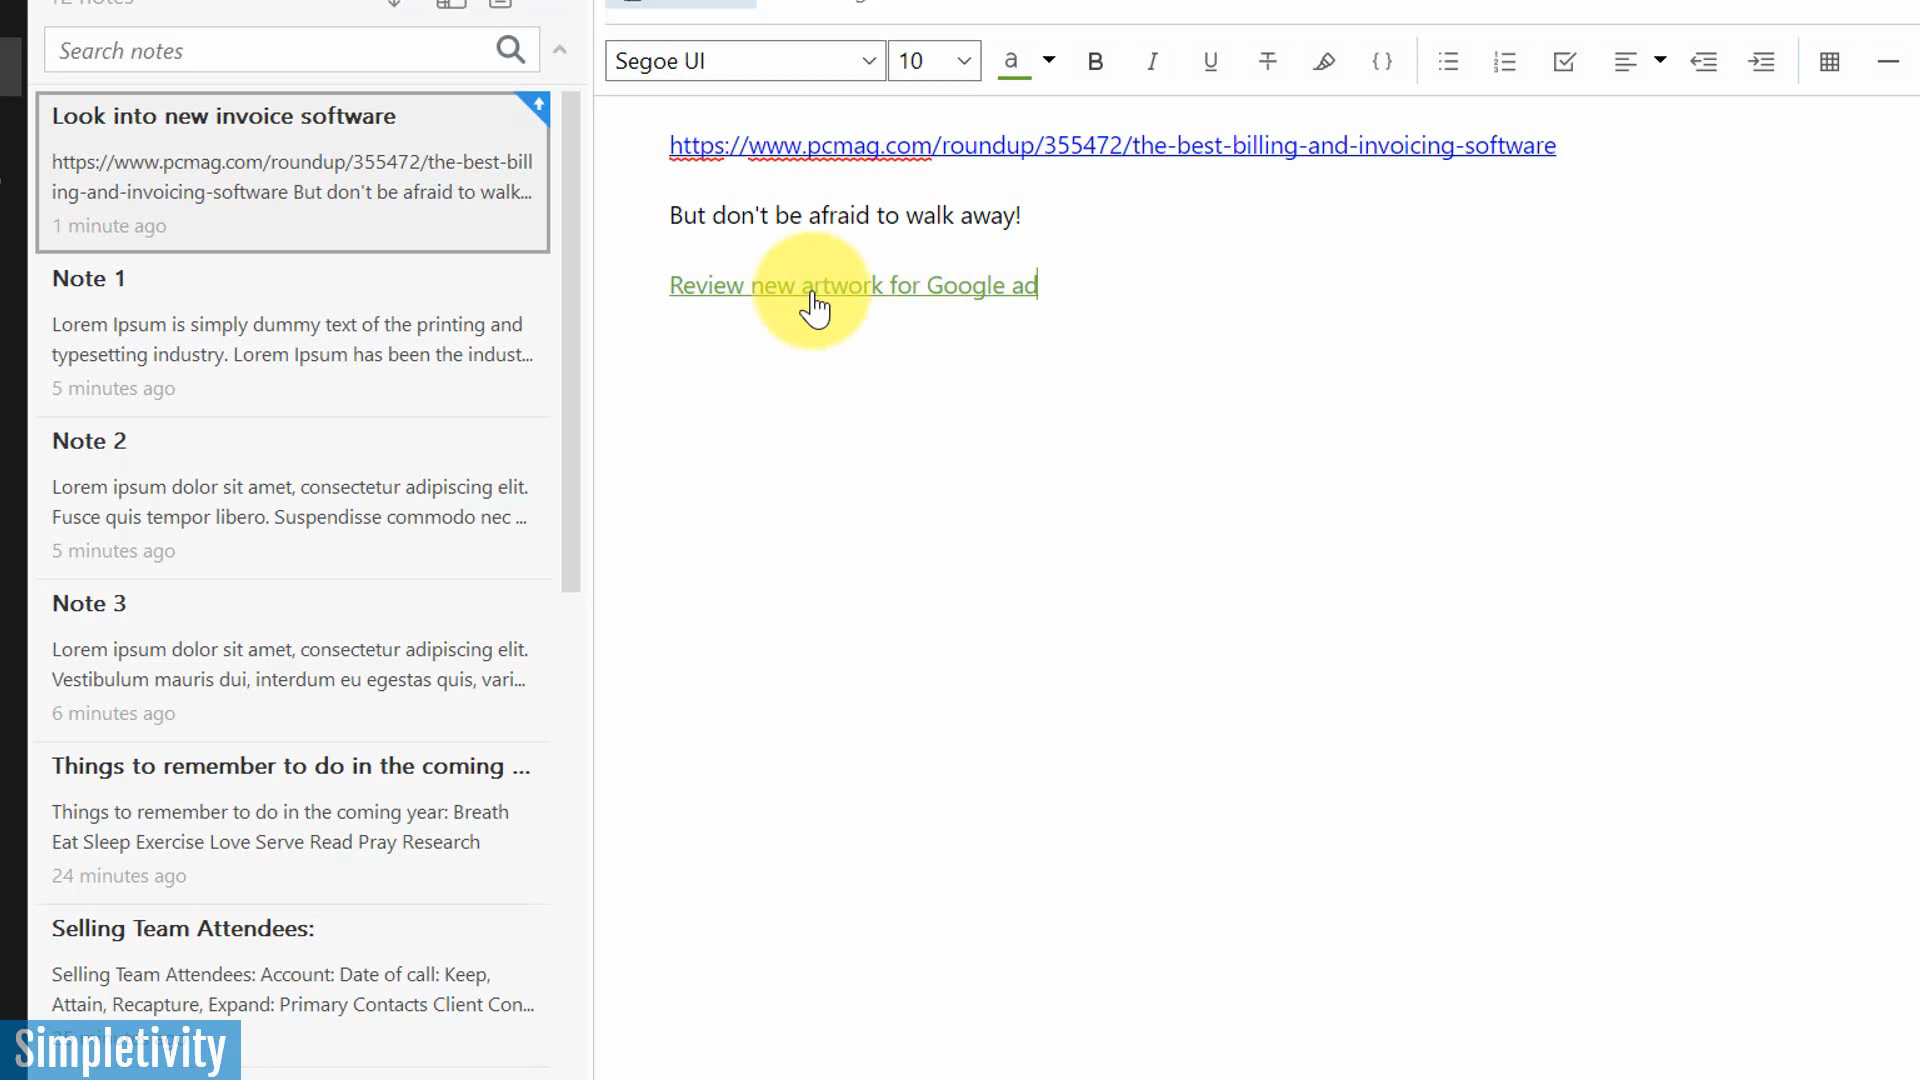 12 notes
Search notes
Segoe UI
10
a
B
I
U
T
{ }
Look into new invoice software
https://www.pcmag.com/roundup/355472/the-best-bill
ing-and-invoicing-software But don't be afraid to walk...
1 minute ago
Note 1
Lorem Ipsum is simply dummy text of the printing and
typesetting industry. Lorem Ipsum has been the indust...
5 minutes ago
Note 2
Lorem ipsum dolor sit amet, consectetur adipiscing elit.
Fusce quis tempor libero. Suspendisse commodo nec ...
5 minutes ago
Note 3
Lorem ipsum dolor sit amet, consectetur adipiscing elit.
Vestibulum mauris dui, interdum eu egestas quis, vari...
6 minutes ago
Things to remember to do in the coming ...
Things to remember to do in the coming year: Breath
Eat Sleep Exercise Love Serve Read Pray Research
24 minutes ago
Selling Team Attendees:
Selling Team Attendees: Account: Date of call: Keep,
Attain, Recapture, Expand: Primary Contacts Client Con...
Simpletivity
https://www.pcmag.com/roundup/355472/the-best-billing-and-invoicing-software
But don't be afraid to walk away!
Review new artwork for Google ad